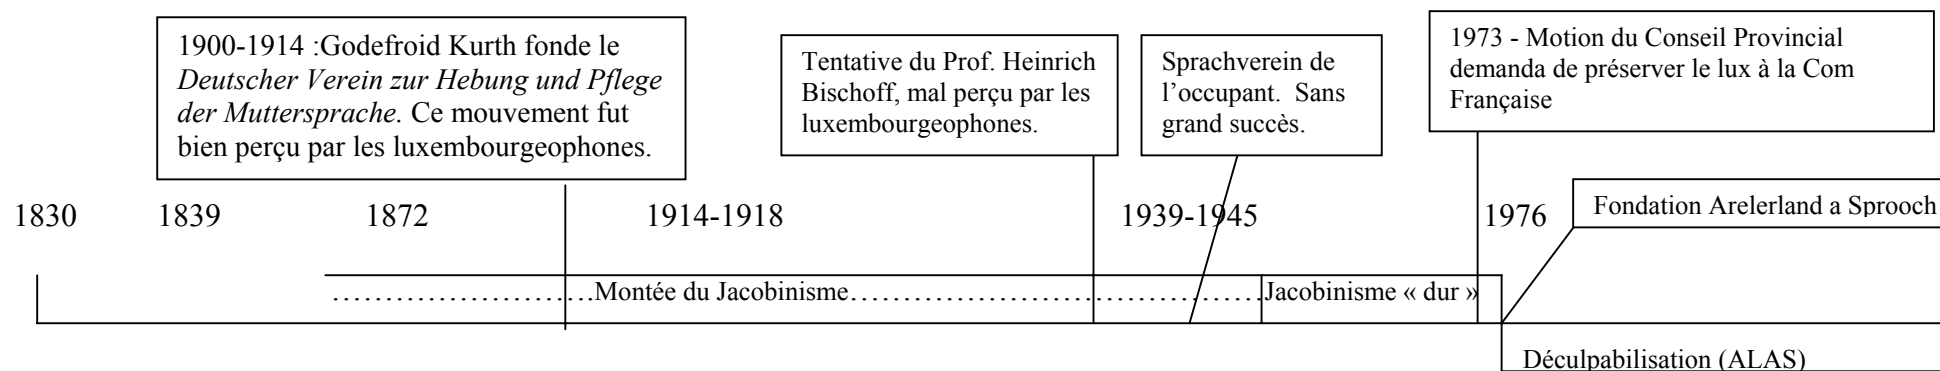 1900-1914 :Godefroid Kurth fonde le
Deutscher Verein zur Hebung und Pflege
der Muttersprache. Ce mouvement fut
bien perçu par les luxembourgeophones.
Tentative du Prof. Heinrich
Bischoff, mal perçu par les
luxembourgeophones.
Sprachverein de
l’occupant. Sans
grand succès.
1973 - Motion du Conseil Provincial
demanda de préserver le lux à la Com
Française
1830 1839 1872 1914-1918 1939-1945 1976
Fondation Arelerland a Sprooch
……………………Montée du Jacobinisme…………………………………Jacobinisme « dur »
Déculpabilisation (ALAS)